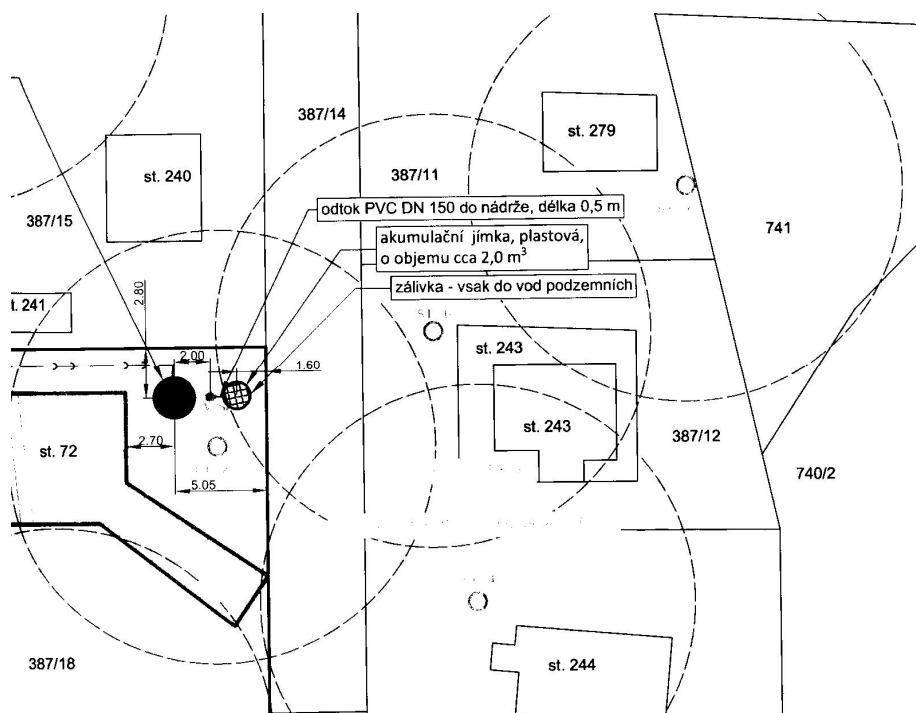 387/14
st. 279
st. 240
387/11
odtok PVC DN 150 do nádrže, délka 0,5 m
387/15
741
akumulační jímka, plastová,
o objemu cca 2,0 m³
zálivka - vsak do vod podzemních
2.80
t. 241
st. 243
2.00
1.60
st. 243
387/12
2.70
st. 72
740/2
5.05
387/18
st. 244